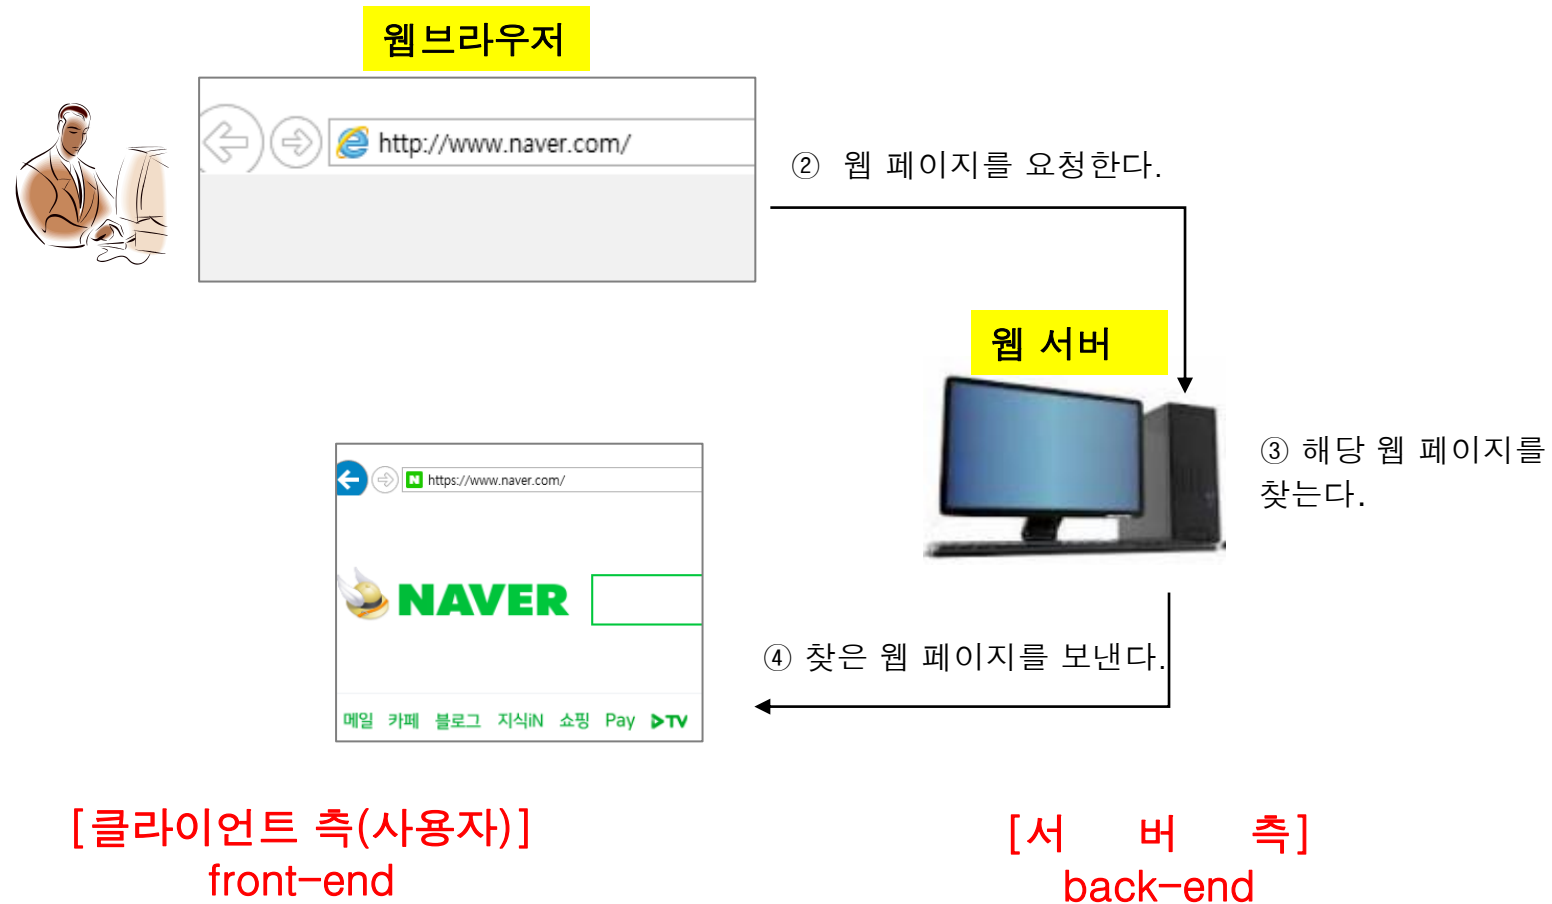 웹브라우저
http://www.naver.com/
② 웹 페이지를 요청한다.
웹 서버
③ 해당 웹 페이지를
찾는다.
https://www.naver.com/
NAVER
④ 찾은 웹 페이지를 보낸다.
메일 카페 블로그 지식iN 쇼핑 Pay TV
[클라이언트 측(사용자)]
front-end
[서 버 측]
back-end